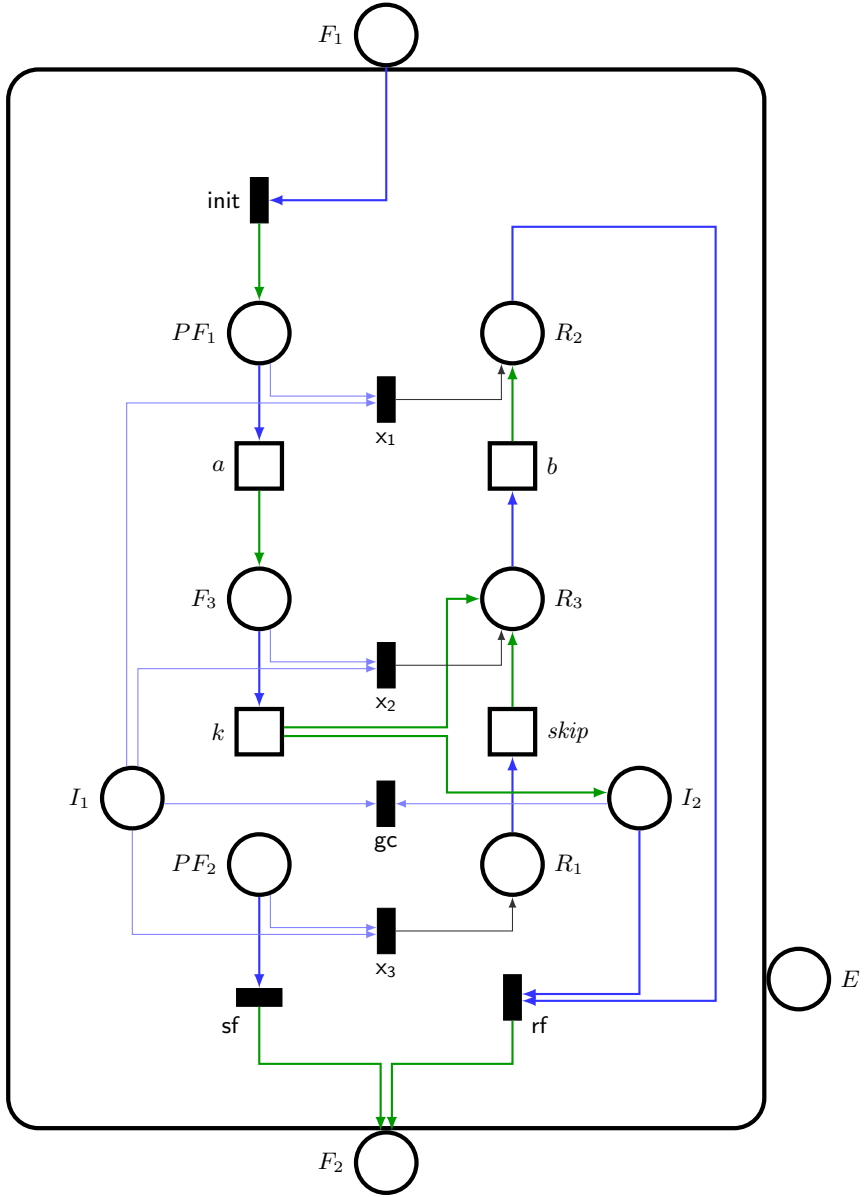 F₁
init
PF₁
R₂
x₁
a
b
F₃
R₃
x₂
k
skip
I₁
I₂
gc
PF₂
R₁
x₃
E
sf
rf
F₂